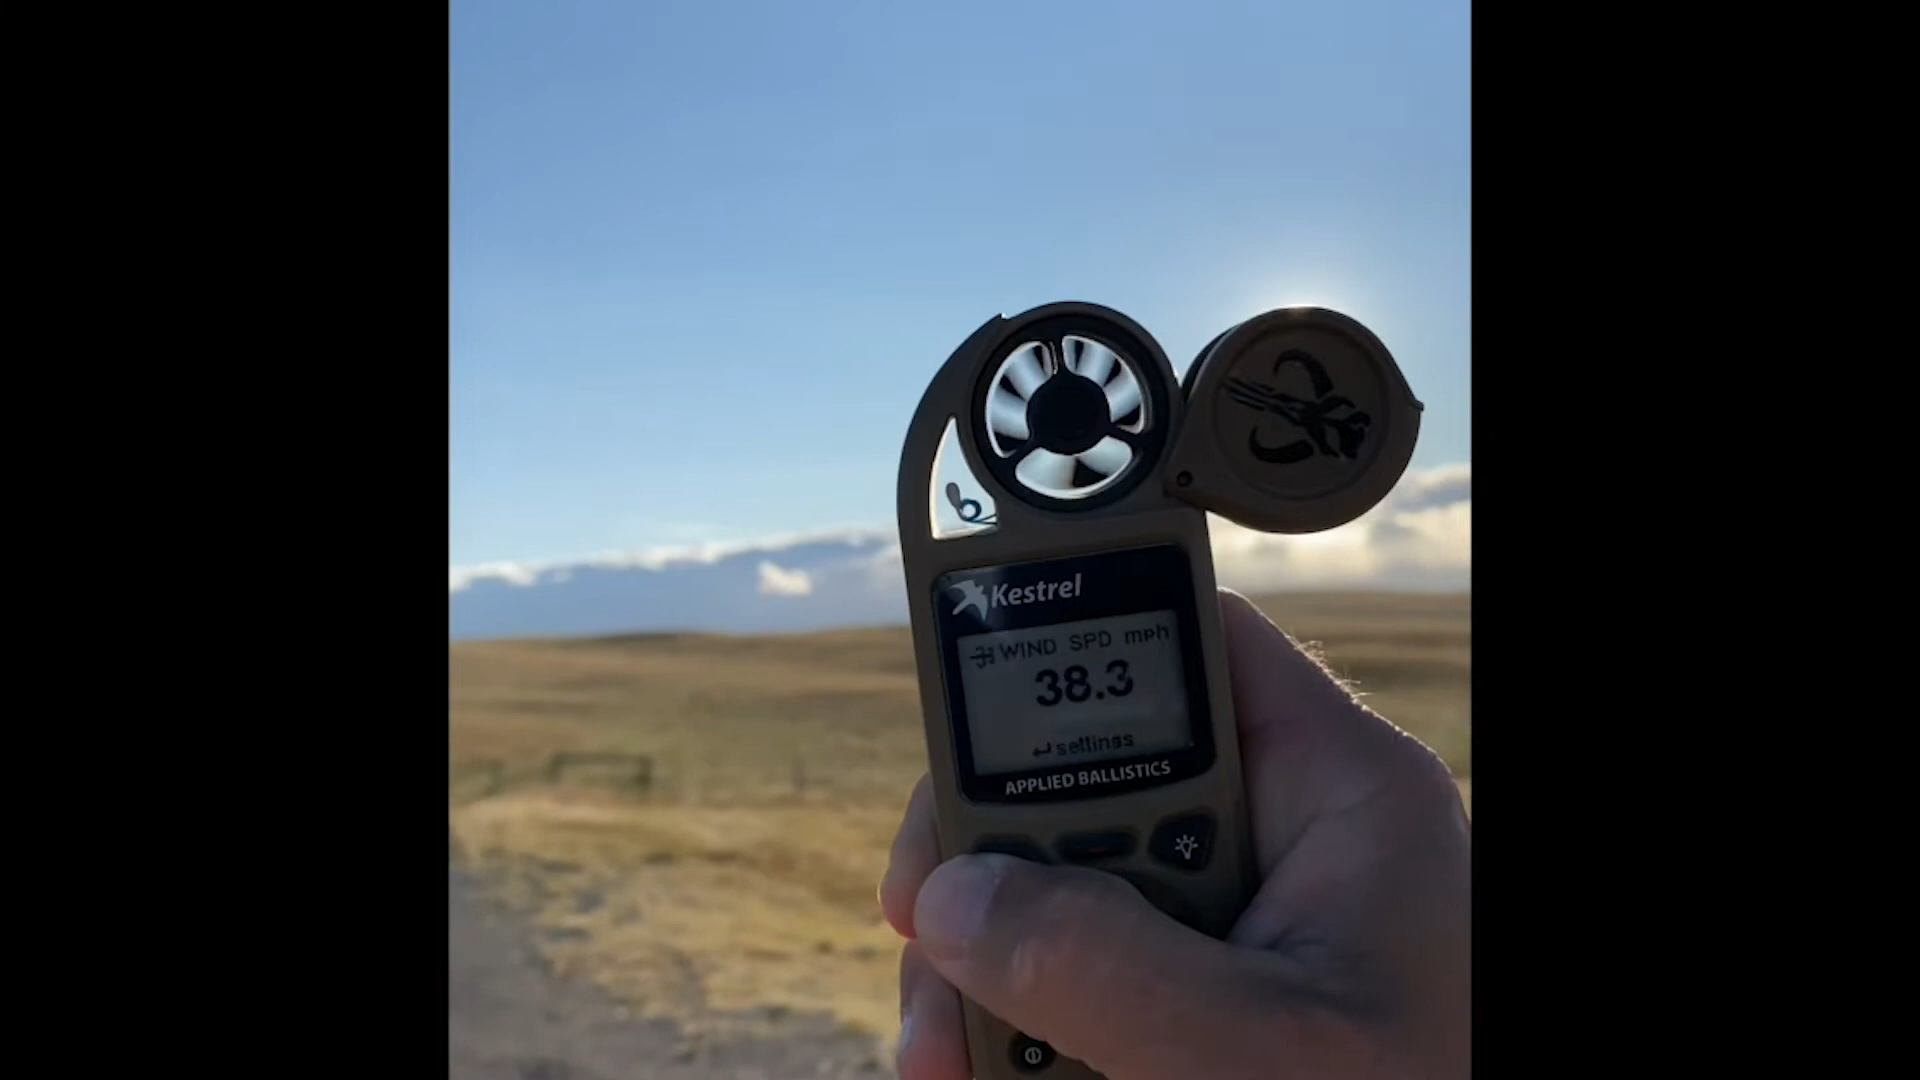 Kestrel
WIND SPD mph
38.3
settings
APPLIED BALLISTICS